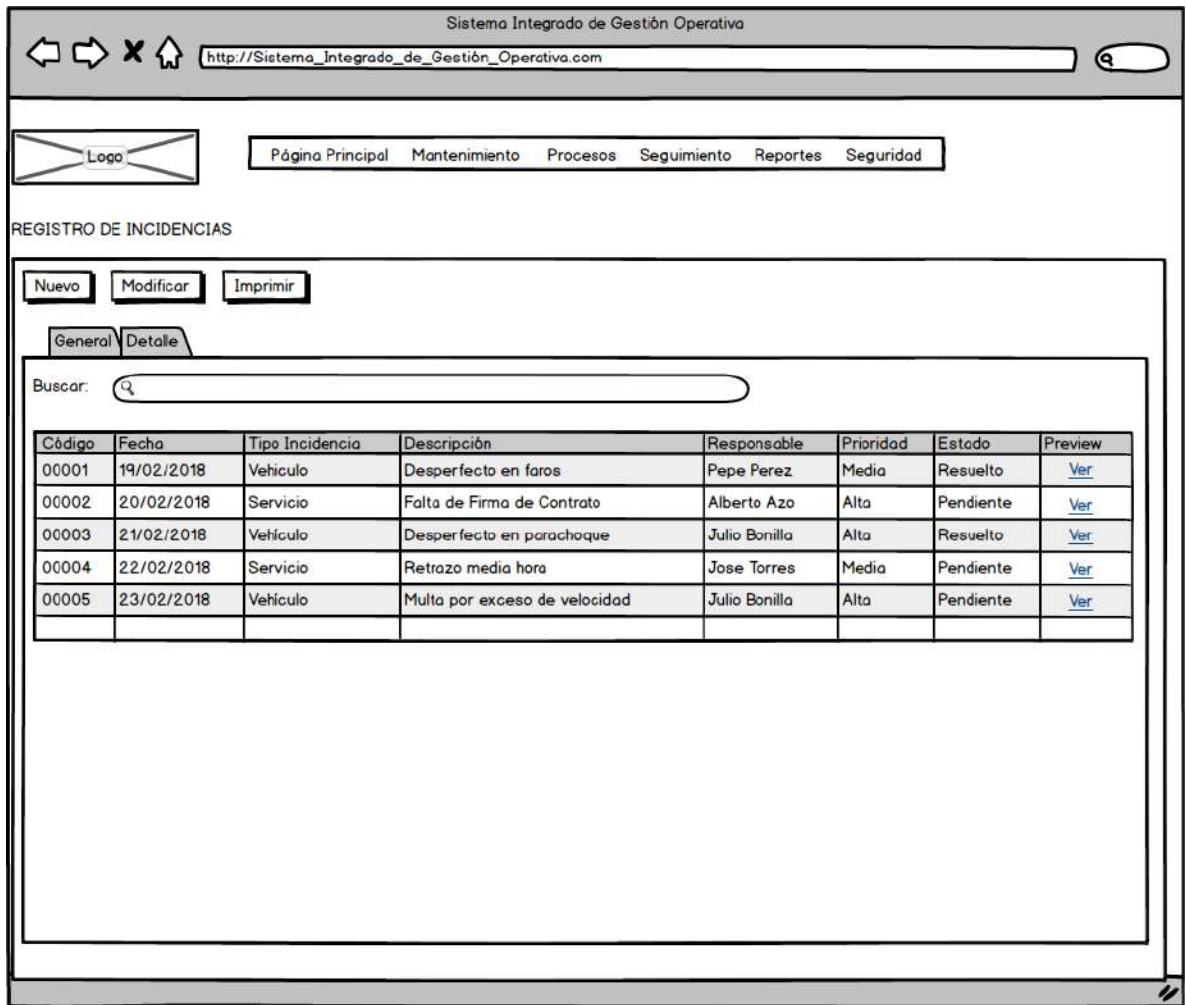 Sistema Integrado de Gestión Operativa
http://Sistema_Integrado_de_Gestión_Operativa.com
Logo
Página Principal Mantenimiento Procesos Seguimiento Reportes Seguridad
REGISTRO DE INCIDENCIAS
Nuevo Modificar Imprimir
General Detalle
Buscar:
Código Fecha Tipo Incidencia Descripción Responsable Prioridad Estado Preview
00001 19/02/2018 Vehiculo Desperfecto en faros Pepe Perez Media Resuelto Ver
00002 20/02/2018 Servicio Falta de Firma de Contrato Alberto Azo Alta Pendiente Ver
00003 21/02/2018 Vehículo Desperfecto en parachoque Julio Bonilla Alta Resuelto Ver
00004 22/02/2018 Servicio Retrazo media hora Jose Torres Media Pendiente Ver
00005 23/02/2018 Vehículo Multa por exceso de velocidad Julio Bonilla Alta Pendiente Ver